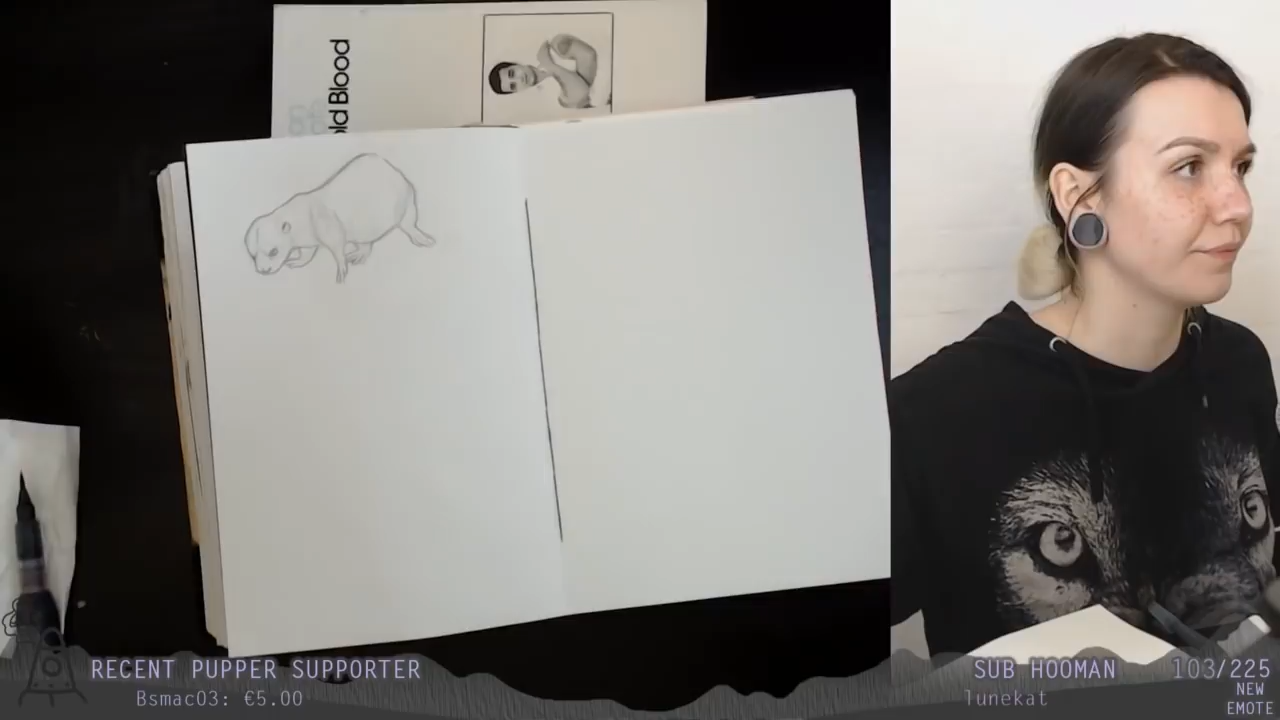 old Blood
RECENT PUPPER SUPPORTER
Bsmac03: €5.00
SUB HOOMAN
lunekat
103/225
NEW
EMOTE